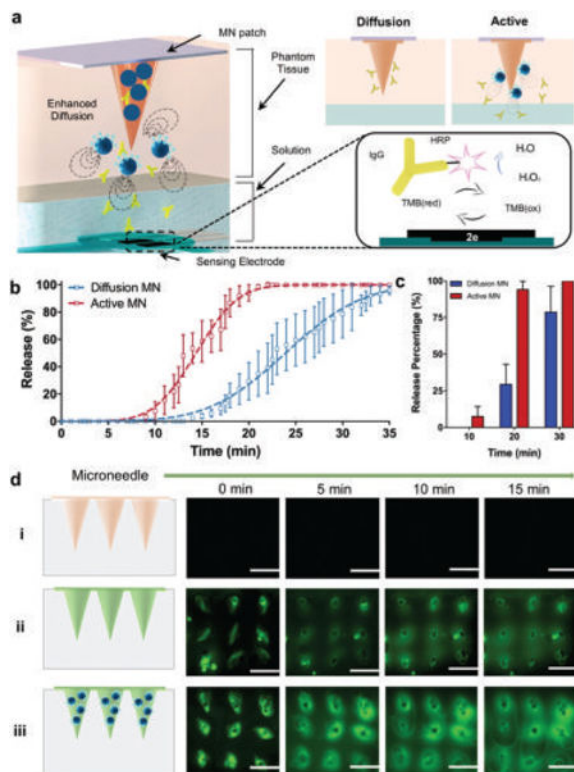 a
MN patch
Phantom
Tissue
Enhanced
Diffusion
Solution
Sensing Electrode
Diffusion
Active
HRP
IgG
H₂O
H₂O₂
TMB(red)
TMB(ox)
2e
b
Diffusion MN
Active MN
Release (%)
100
80
60
40
20
0
0 5 10 15 20 25 30 35
Time (min)
c
Diffusion MN
Active MN
Release Percentage (%)
100
75
50
25
0
10 20 30
Time (min)
d
Microneedle
0 min 5 min 10 min 15 min
i
ii
iii